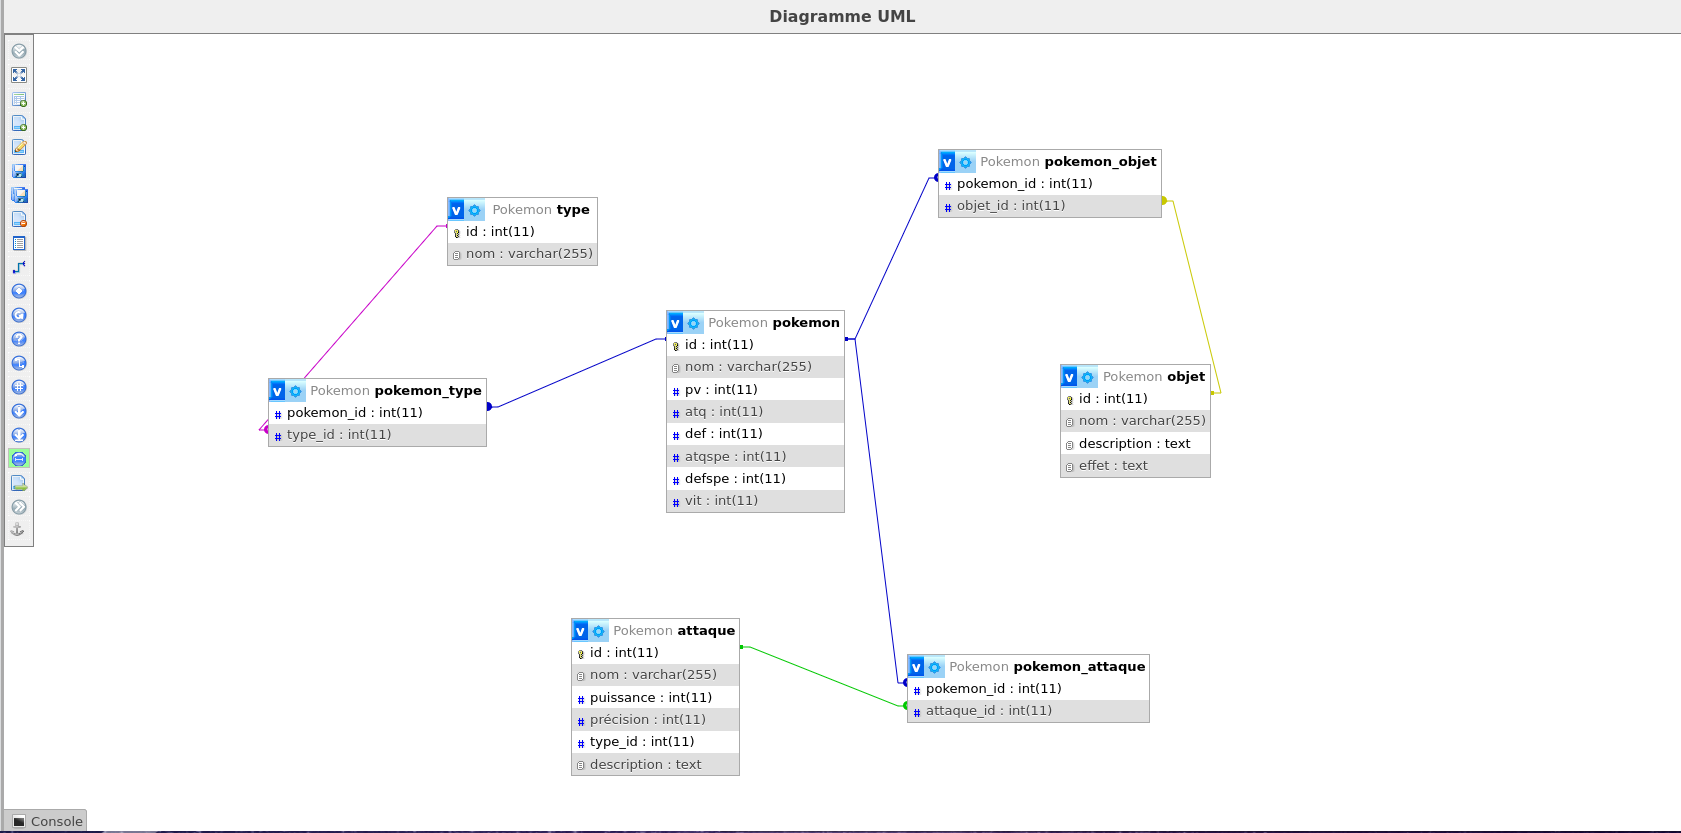 Diagramme UML
v Pokemon pokemon_objet
# pokemon_id : int(11)
# objet_id : int(11)
v Pokemon type
id : int(11)
nom : varchar(255)
v Pokemon pokemon
id : int(11)
nom : varchar(255)
# pv : int(11)
# atq : int(11)
# def : int(11)
# atqspe : int(11)
# defspe : int(11)
# vit : int(11)
v Pokemon objet
id : int(11)
nom : varchar(255)
description : text
effet : text
v Pokemon pokemon_type
# pokemon_id : int(11)
# type_id : int(11)
v Pokemon attaque
id : int(11)
nom : varchar(255)
# puissance : int(11)
# précision : int(11)
# type_id : int(11)
description : text
v Pokemon pokemon_attaque
# pokemon_id : int(11)
# attaque_id : int(11)
Console